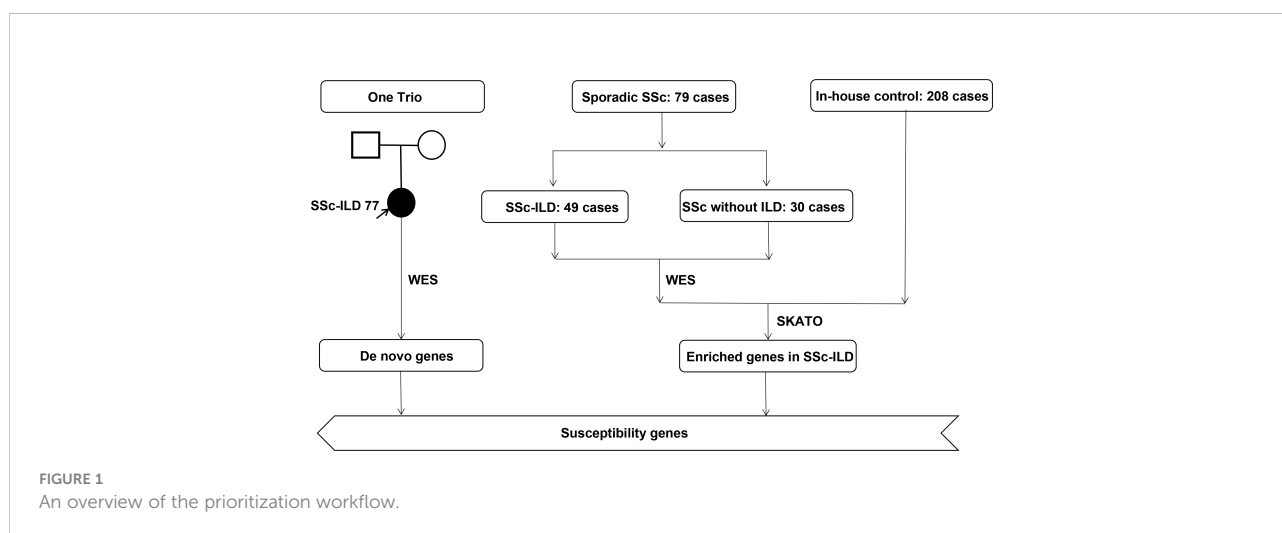 One Trio
Sporadic SSc: 79 cases
In-house control: 208 cases
SSc-ILD 77
SSc-ILD: 49 cases
SSc without ILD: 30 cases
WES
WES
SKATO
De novo genes
Enriched genes in SSc-ILD
Susceptibility genes
FIGURE 1
An overview of the prioritization workflow.